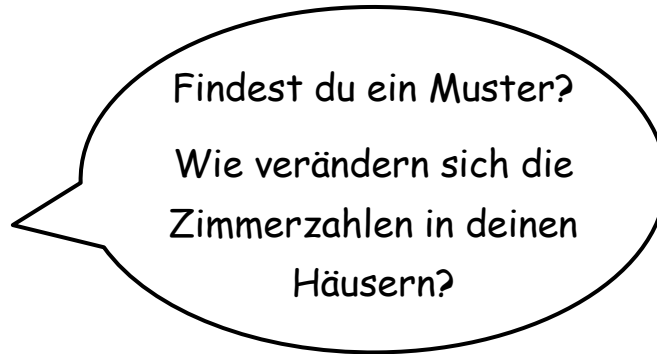 Findest du ein Muster?
Wie verändern sich die
Zimmerzahlen in deinen
Häusern?